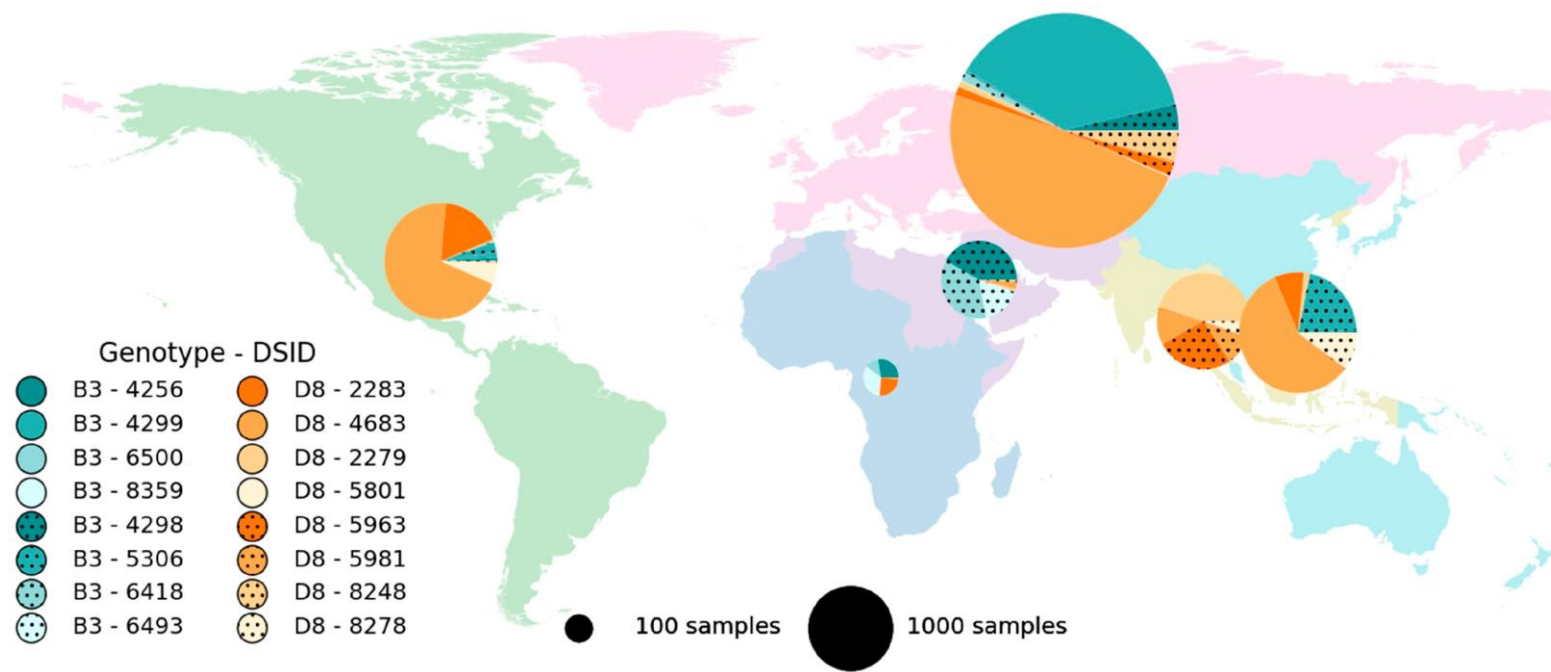 Genotype - DSID
B3 - 4256 D8 - 2283
B3 - 4299 D8 - 4683
B3 - 6500 D8 - 2279
B3 - 8359 D8 - 5801
B3 - 4298 D8 - 5963
B3 - 5306 D8 - 5981
B3 - 6418 D8 - 8248
B3 - 6493 D8 - 8278
100 samples 1000 samples